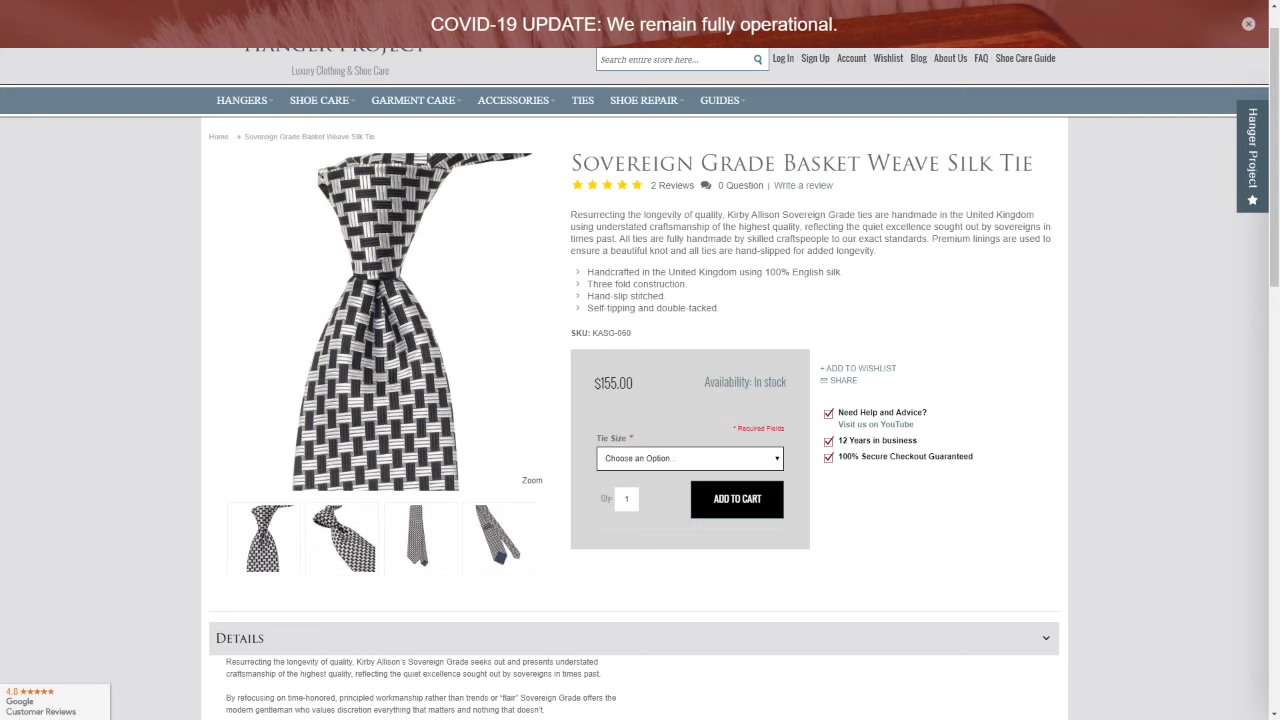 COVID-19 UPDATE: We remain fully operational.
HANGER PROJECT
Luxury Clothing & Shoe Care
Search entire store here...
Log In Sign Up Account Wishlist Blog About Us FAQ Shoe Care Guide
HANGERS SHOE CARE GARMENT CARE ACCESSORIES TIES SHOE REPAIR GUIDES
Hanger Project
Home Sovereign Grade Basket Weave Silk Tie
Sovereign Grade Basket Weave Silk Tie
2 Reviews 0 Question | Write a review
Resurrecting the longevity of quality, Kirby Allison Sovereign Grade ties are handmade in the United Kingdom
using understated craftsmanship of the highest quality, reflecting the quiet excellence sought out by sovereigns in
times past. All ties are fully handmade by skilled craftspeople to our exact standards. Premium linings are used to
ensure a beautiful knot and all ties are hand-slipped for added longevity.
Handcrafted in the United Kingdom using 100% English silk.
Three fold construction.
Hand-slip stitched.
Self-tipping and double-tacked.
SKU: KASG-060
$155.00
Availability: In stock
* Required Fields
Tie Size *
Choose an Option...
Qty: 1
ADD TO CART
+ ADD TO WISHLIST
SHARE
Need Help and Advice?
Visit us on YouTube
12 Years in business
100% Secure Checkout Guaranteed
Zoom
Details
Resurrecting the longevity of quality, Kirby Allison's Sovereign Grade seeks out and presents understated
craftsmanship of the highest quality, reflecting the quiet excellence sought out by sovereigns in times past.
By refocusing on time-honored, principled workmanship rather than trends or "flair" Sovereign Grade offers the
modern gentleman who values discretion everything that matters and nothing that doesn't.
4.8
Google
Customer Reviews